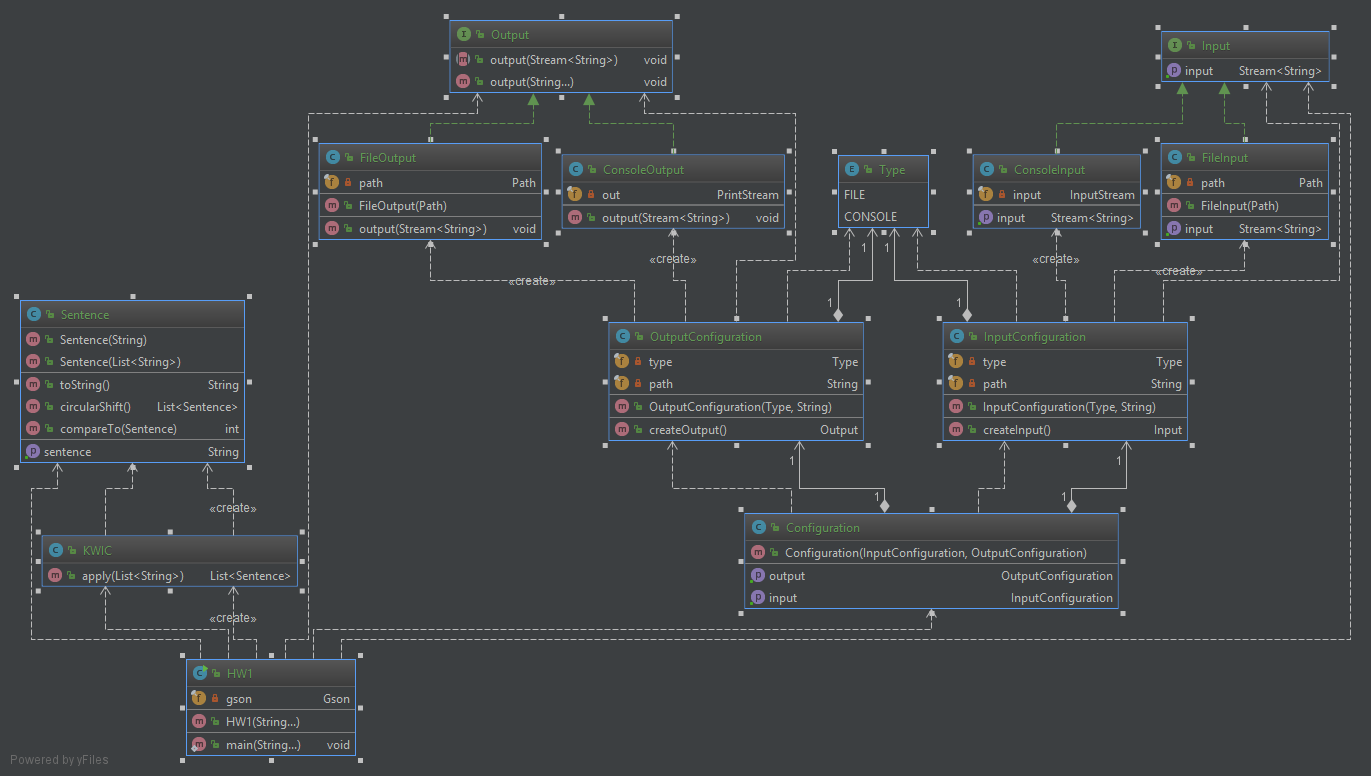 Output
output(Stream<String>) void
output(String...) void
Input
input Stream<String>
FileOutput
path Path
FileOutput(Path)
output(Stream<String>) void
ConsoleOutput
out PrintStream
output(Stream<String>) void
Type
FILE
CONSOLE
ConsoleInput
input InputStream
input Stream<String>
FileInput
path Path
FileInput(Path)
input Stream<String>
1
1
«create»
«create»
«create»
«create»
1
1
Sentence
Sentence(String)
Sentence(List<String>)
toString() String
circularShift() List<Sentence>
compareTo(Sentence) int
sentence String
OutputConfiguration
type Type
path String
OutputConfiguration(Type, String)
createOutput() Output
InputConfiguration
type Type
path String
InputConfiguration(Type, String)
createInput() Input
1
1
1
1
«create»
KWIC
apply(List<String>) List<Sentence>
Configuration
Configuration(InputConfiguration, OutputConfiguration)
output OutputConfiguration
input InputConfiguration
«create»
HW1
gson Gson
HW1(String...)
main(String...) void
Powered by yFiles